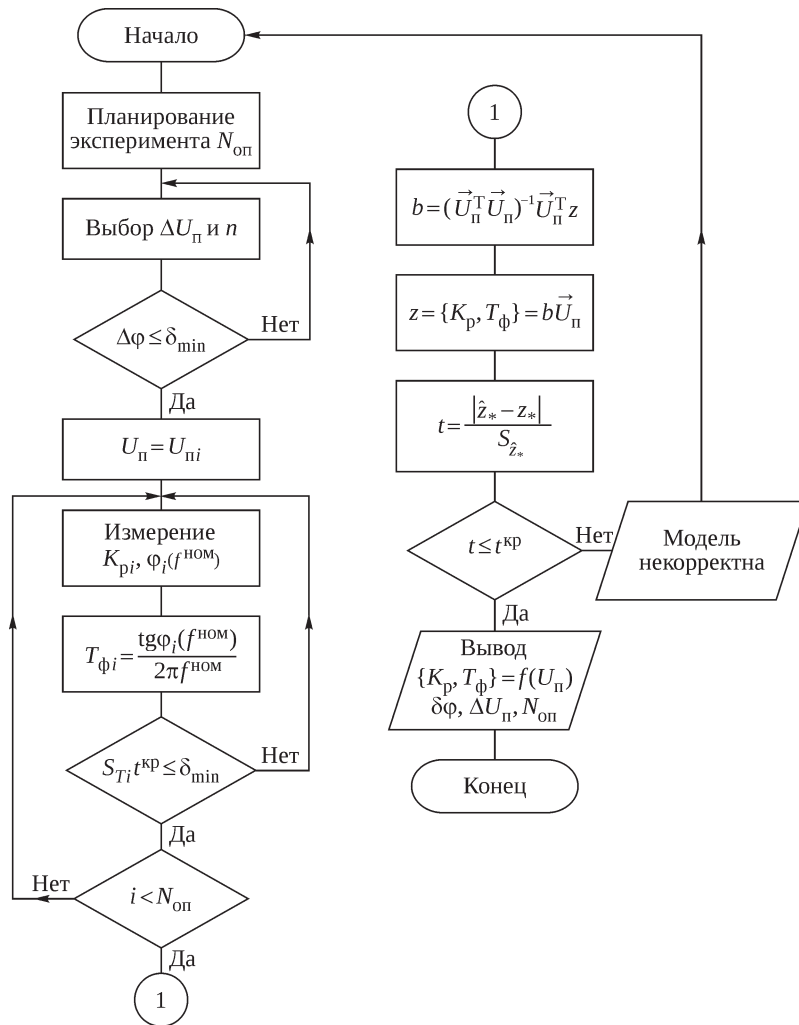 Начало
Планирование
эксперимента Nоп
Выбор ΔUп и n
Δφ ≤ δmin
Нет
Да
Uп = Uпi
Измерение
Kрi, φi(fном)
Tфi = tgφi(fном) / 2πfном
STi tкр ≤ δmin
Нет
Да
i < Nоп
Нет
Да
1
1
b = (U⃗пᵀU⃗п)⁻¹U⃗пᵀz
z = {Kр, Tф} = bU⃗п
t = |ẑ* − z*| / Sẑ*
t ≤ tкр
Нет
Модель
некорректна
Да
Вывод
{Kр, Tф} = f(Uп)
δφ, ΔUп, Nоп
Конец